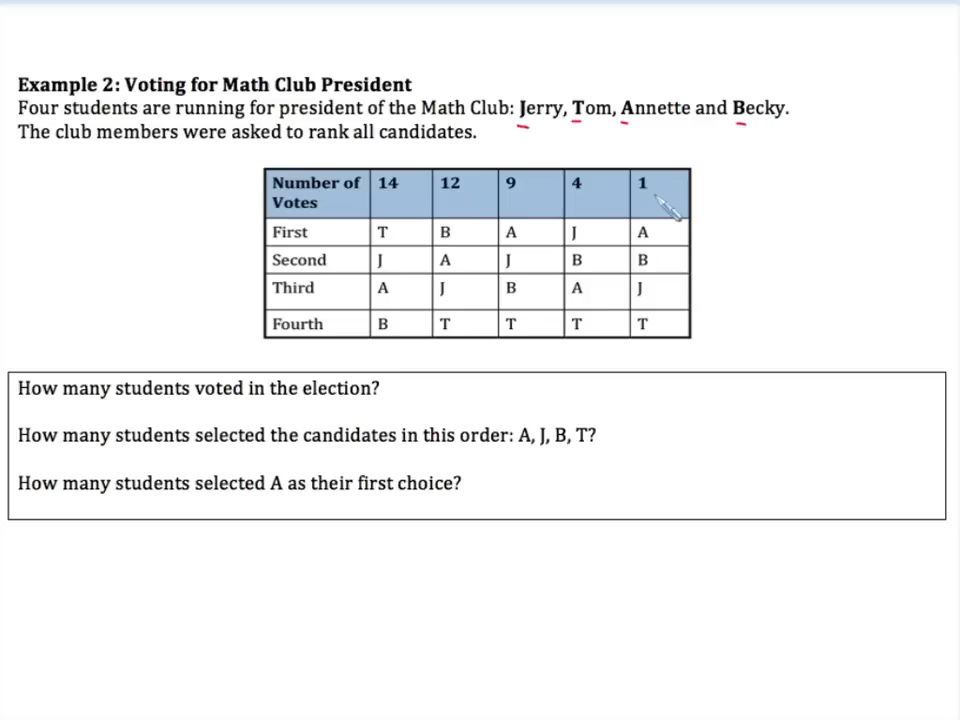 Example 2: Voting for Math Club President
Four students are running for president of the Math Club: Jerry, Tom, Annette and Becky.
The club members were asked to rank all candidates.
Number of Votes 14 12 9 4 1
First T B A J A
Second J A J B B
Third A J B A J
Fourth B T T T T
How many students voted in the election?
How many students selected the candidates in this order: A, J, B, T?
How many students selected A as their first choice?